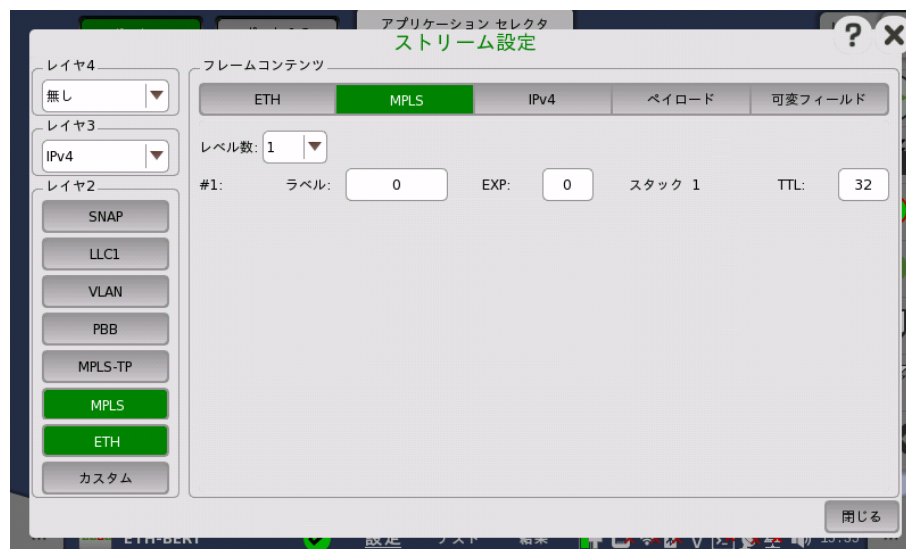 アプリケーション セレクタ
ストリーム設定
?
レイヤ4
無し
レイヤ3
IPv4
レイヤ2
SNAP
LLC1
VLAN
PBB
MPLS-TP
MPLS
ETH
カスタム
フレームコンテンツ
ETH MPLS IPv4 ペイロード 可変フィールド
レベル数: 1
#1: ラベル: 0 EXP: 0 スタック 1 TTL: 32
閉じる
ETH-BERT 設定 テスト 結果